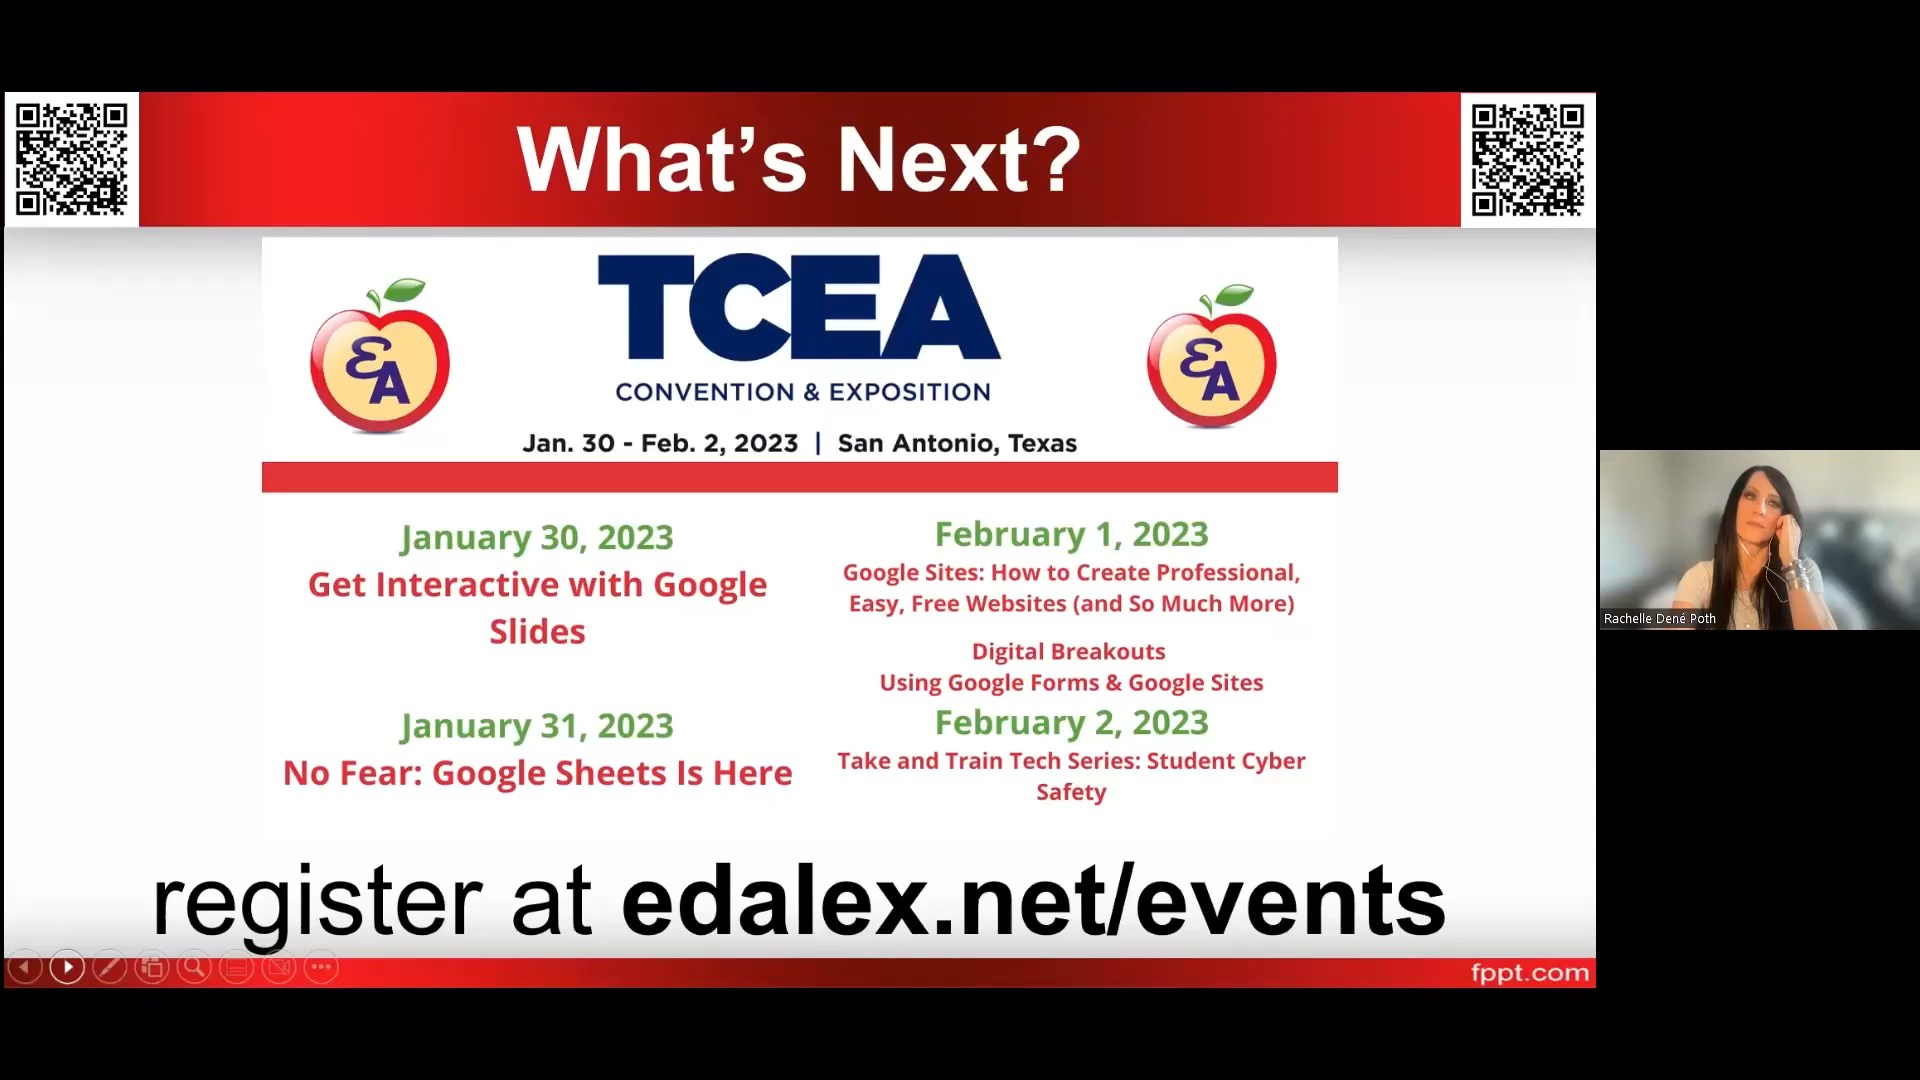 What's Next?
TCEA
CONVENTION & EXPOSITION
Jan. 30 - Feb. 2, 2023 | San Antonio, Texas
EA
EA
January 30, 2023
Get Interactive with Google
Slides
January 31, 2023
No Fear: Google Sheets Is Here
February 1, 2023
Google Sites: How to Create Professional,
Easy, Free Websites (and So Much More)
Digital Breakouts
Using Google Forms & Google Sites
February 2, 2023
Take and Train Tech Series: Student Cyber
Safety
register at edalex.net/events
fppt.com
Rachelle Dené Poth